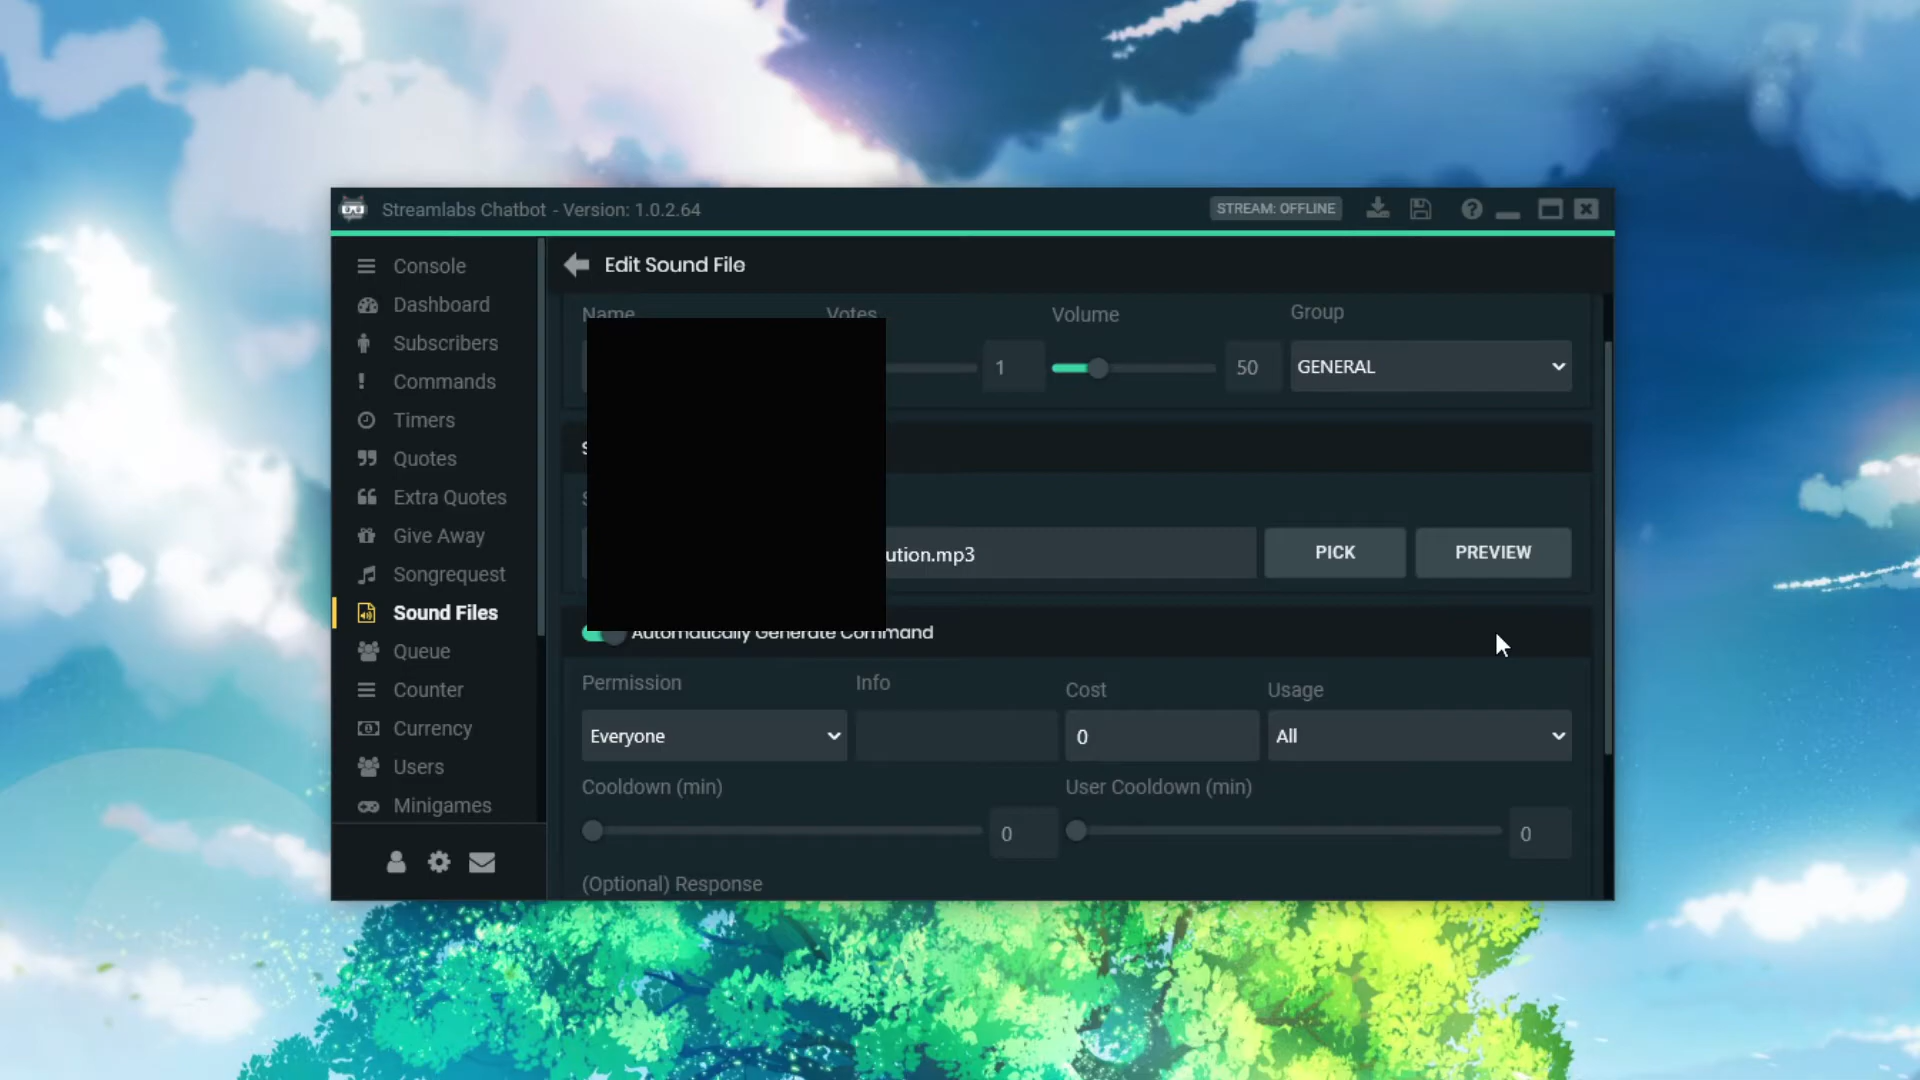 Streamlabs Chatbot - Version: 1.0.2.64
STREAM: OFFLINE
Console
Dashboard
Subscribers
Commands
Timers
Quotes
Extra Quotes
Give Away
Songrequest
Sound Files
Queue
Counter
Currency
Users
Minigames
Edit Sound File
Name
Votes
Volume
Group
1
50
GENERAL
ution.mp3
PICK
PREVIEW
Automatically Generate Command
Permission
Info
Cost
Usage
Everyone
0
All
Cooldown (min)
User Cooldown (min)
0
0
(Optional) Response